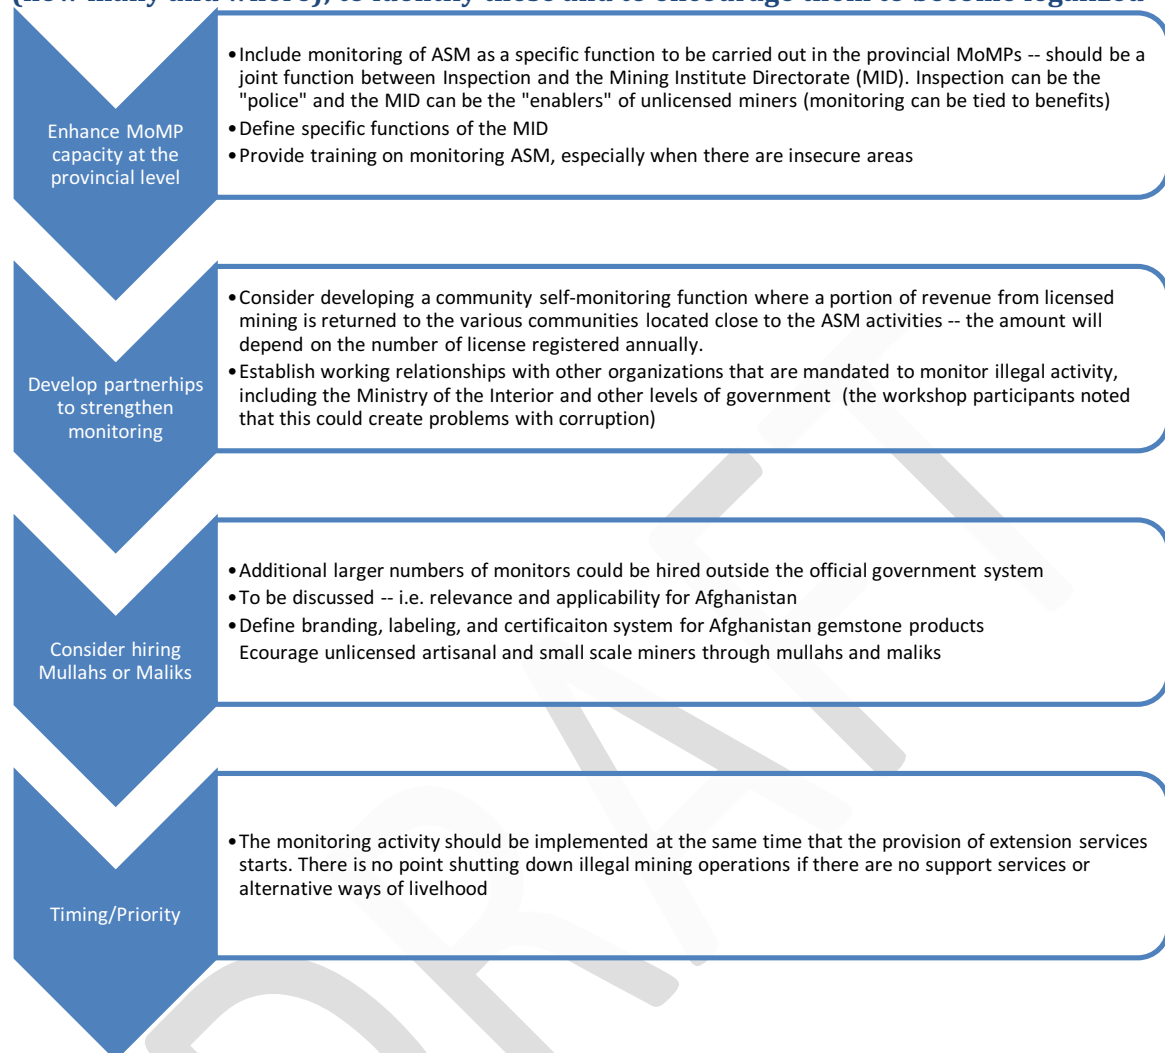 (how many and where), to identify these and to encourage them to become legalized
Enhance MoMP
capacity at the
provincial level
•Include monitoring of ASM as a specific function to be carried out in the provincial MoMPs -- should be a
joint function between Inspection and the Mining Institute Directorate (MID). Inspection can be the
"police" and the MID can be the "enablers" of unlicensed miners (monitoring can be tied to benefits)
•Define specific functions of the MID
•Provide training on monitoring ASM, especially when there are insecure areas
Develop partnerhips
to strengthen
monitoring
•Consider developing a community self-monitoring function where a portion of revenue from licensed
mining is returned to the various communities located close to the ASM activities -- the amount will
depend on the number of license registered annually.
•Establish working relationships with other organizations that are mandated to monitor illegal activity,
including the Ministry of the Interior and other levels of government (the workshop participants noted
that this could create problems with corruption)
Consider hiring
Mullahs or Maliks
•Additional larger numbers of monitors could be hired outside the official government system
•To be discussed -- i.e. relevance and applicability for Afghanistan
•Define branding, labeling, and certificaiton system for Afghanistan gemstone products
Ecourage unlicensed artisanal and small scale miners through mullahs and maliks
Timing/Priority
•The monitoring activity should be implemented at the same time that the provision of extension services
starts. There is no point shutting down illegal mining operations if there are no support services or
alternative ways of livelhood
DRAFT